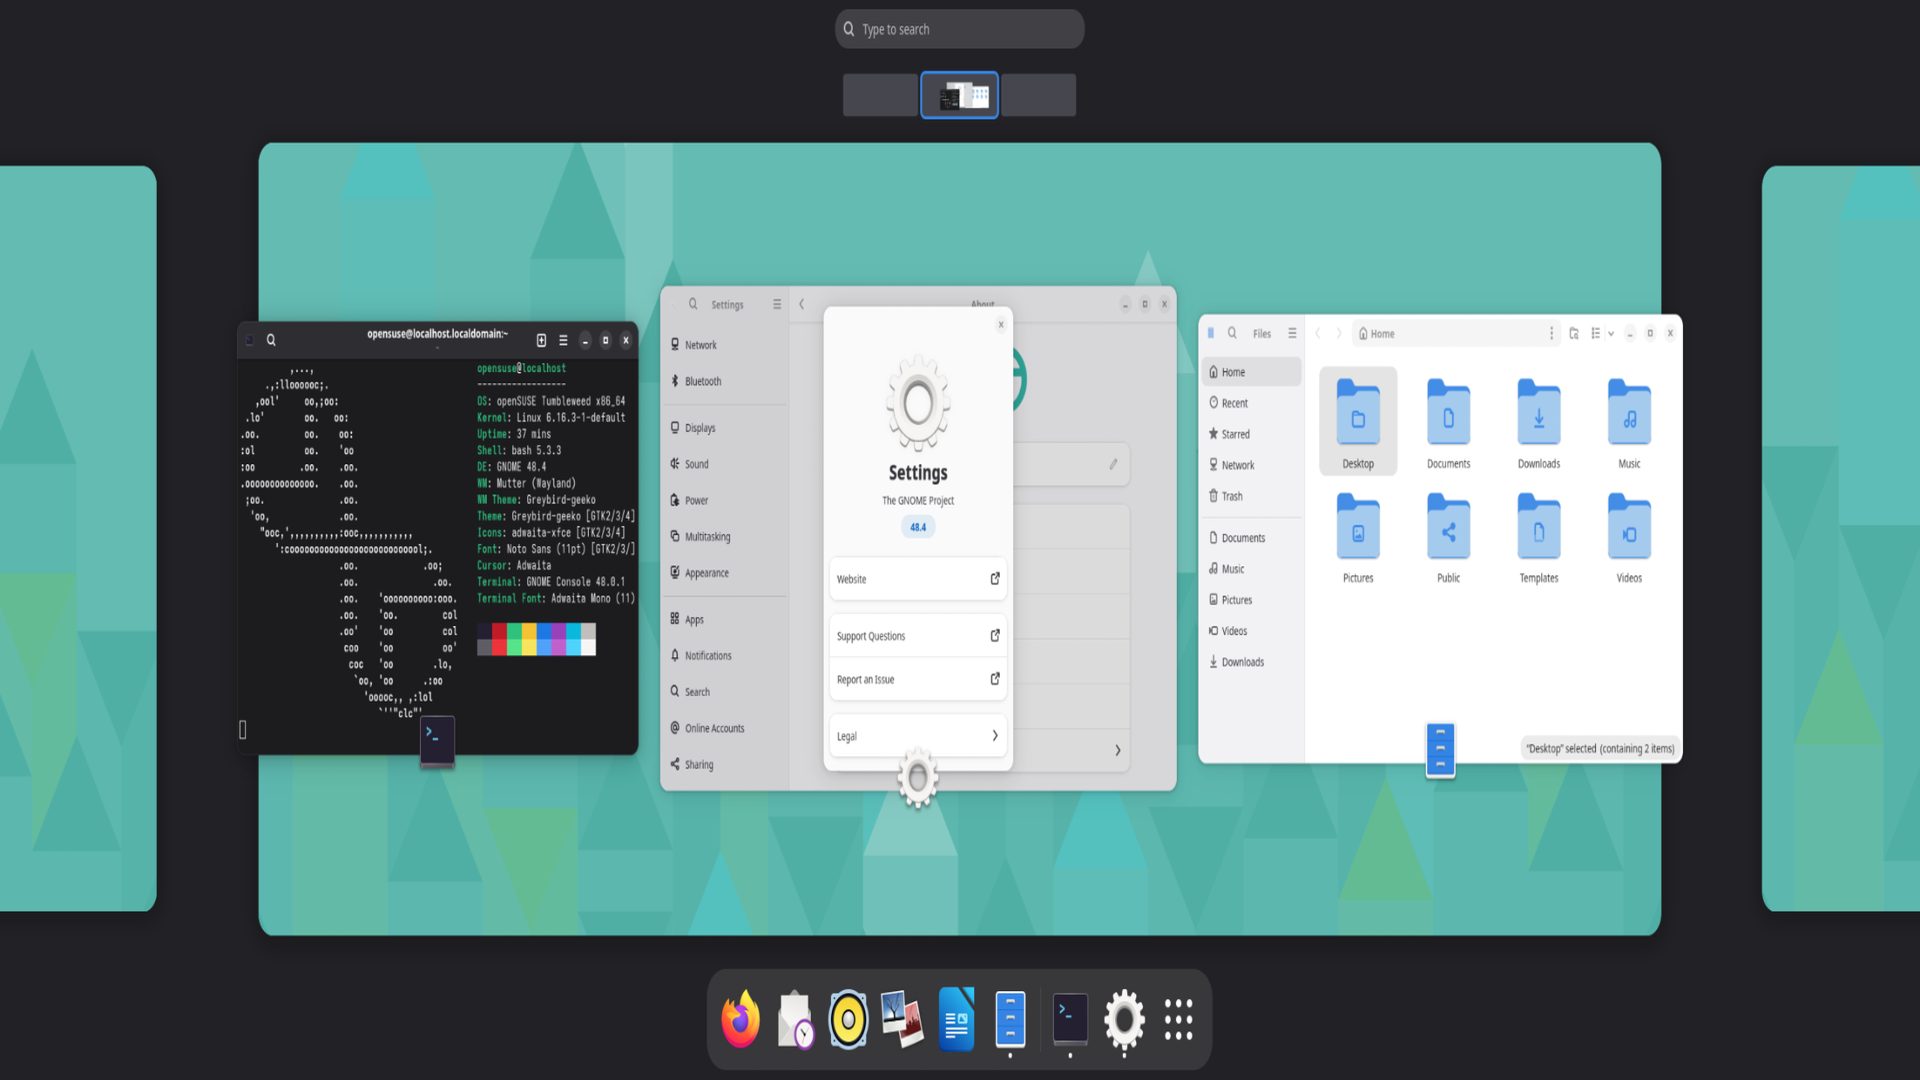 Type to search
opensuse@localhost.localdomain:~
opensuse@localhost
------------------
OS: openSUSE Tumbleweed x86_64
Kernel: Linux 6.16.3-1-default
Uptime: 37 mins
Shell: bash 5.3.3
DE: GNOME 48.4
WM: Mutter (Wayland)
WM Theme: Greybird-geeko
Theme: Greybird-geeko [GTK2/3/4]
Icons: adwaita-xfce [GTK2/3/4]
Font: Noto Sans (11pt) [GTK2/3/]
Cursor: Adwaita
Terminal: GNOME Console 48.0.1
Terminal Font: Adwaita Mono (11)
Settings
Network
Bluetooth
Displays
Sound
Power
Multitasking
Appearance
Apps
Notifications
Search
Online Accounts
Sharing
About
Settings
The GNOME Project
48.4
Website
Support Questions
Report an Issue
Legal
Files
Home
Home
Recent
Starred
Network
Trash
Documents
Music
Pictures
Videos
Downloads
Desktop
Documents
Downloads
Music
Pictures
Public
Templates
Videos
"Desktop" selected (containing 2 items)